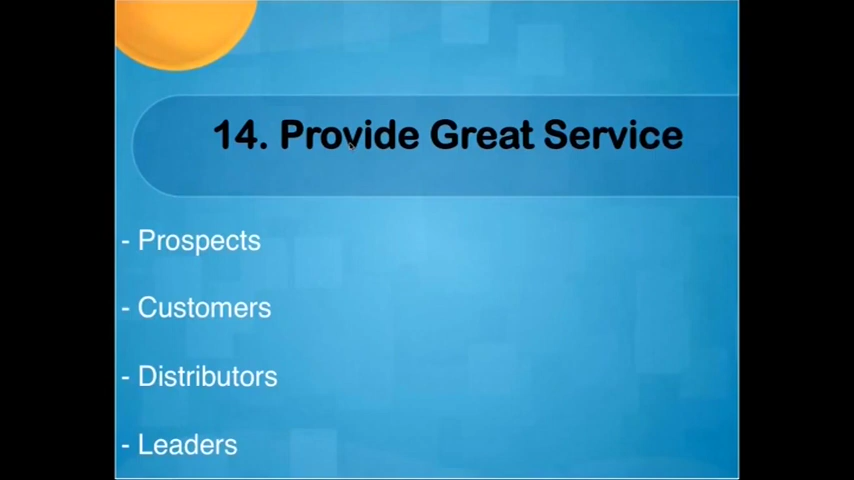 14. Provide Great Service
- Prospects
- Customers
- Distributors
- Leaders